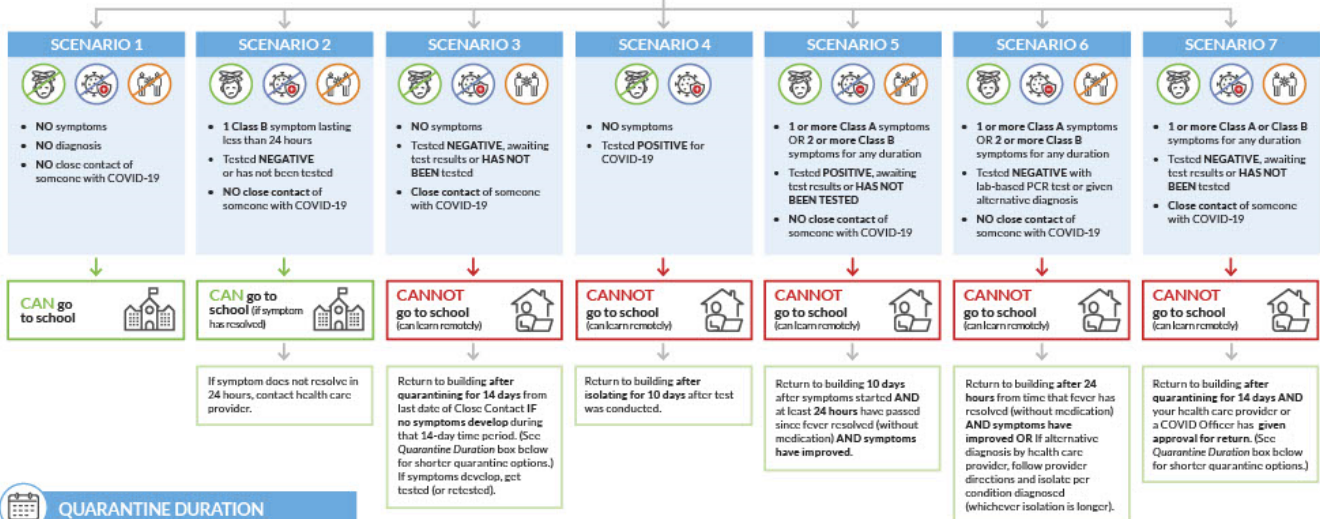 SCENARIO 1
NO symptoms
NO diagnosis
NO close contact of
someone with COVID-19
CAN go
to school
SCENARIO 2
1 Class B symptom lasting
less than 24 hours
Tested NEGATIVE
or has not been tested
NO close contact of
someone with COVID-19
CAN go to
school (if symptom
has resolved)
If symptom does not resolve in
24 hours, contact health care
provider.
SCENARIO 3
NO symptoms
Tested NEGATIVE, awaiting
test results or HAS NOT
BEEN tested
Close contact of someone
with COVID-19
CANNOT
go to school
(can learn remotely)
Return to building after
quarantining for 14 days from
last date of Close Contact IF
no symptoms develop during
that 14-day time period. (See
Quarantine Duration box below
for shorter quarantine options.)
If symptoms develop, get
tested (or retested).
SCENARIO 4
NO symptoms
Tested POSITIVE for
COVID-19
CANNOT
go to school
(can learn remotely)
Return to building after
isolating for 10 days after test
was conducted.
SCENARIO 5
1 or more Class A symptoms
OR 2 or more Class B
symptoms for any duration
Tested POSITIVE, awaiting
test results or HAS NOT
BEEN TESTED
NO close contact of
someone with COVID-19
CANNOT
go to school
(can learn remotely)
Return to building 10 days
after symptoms started AND
at least 24 hours have passed
since fever resolved (without
medication) AND symptoms
have improved.
SCENARIO 6
1 or more Class A symptoms
OR 2 or more Class B
symptoms for any duration
Tested NEGATIVE with
lab-based PCR test or given
alternative diagnosis
NO close contact of
someone with COVID-19
CANNOT
go to school
(can learn remotely)
Return to building after 24
hours from time that fever has
resolved (without medication)
AND symptoms have
improved OR If alternative
diagnosis by health care
provider, follow provider
directions and isolate per
condition diagnosed
(whichever isolation is longer).
SCENARIO 7
1 or more Class A or Class B
symptoms for any duration
Tested NEGATIVE, awaiting
test results or HAS NOT
BEEN tested
Close contact of someone
with COVID-19
CANNOT
go to school
(can learn remotely)
Return to building after
quarantining for 14 days AND
your health care provider or
a COVID Officer has given
approval for return. (See
Quarantine Duration box below
for shorter quarantine options.)
QUARANTINE DURATION